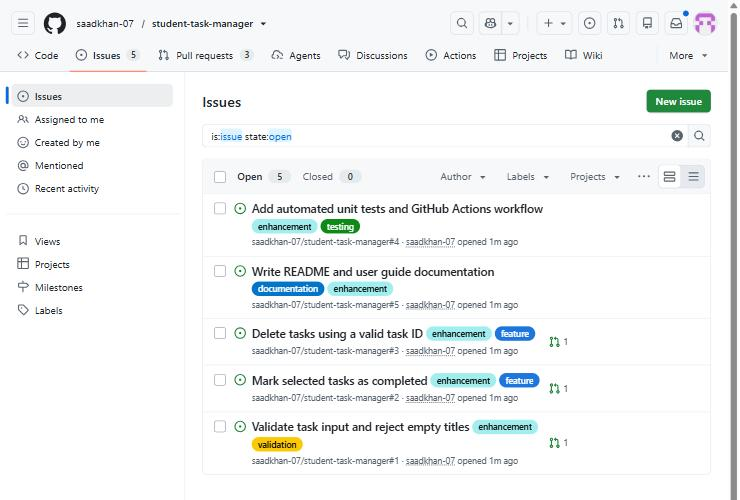 saadkhan-07 / student-task-manager
Code Issues 5 Pull requests 3 Agents Discussions Actions Projects Wiki More
Issues
Assigned to me
Created by me
Mentioned
Recent activity
Views
Projects
Milestones
Labels
Issues New issue
is:issue state:open
Open 5 Closed 0 Author Labels Projects
Add automated unit tests and GitHub Actions workflow
enhancement testing
saadkhan-07/student-task-manager#4 · saadkhan-07 opened 1m ago
Write README and user guide documentation
documentation enhancement
saadkhan-07/student-task-manager#5 · saadkhan-07 opened 1m ago
Delete tasks using a valid task ID enhancement feature 1
saadkhan-07/student-task-manager#3 · saadkhan-07 opened 1m ago
Mark selected tasks as completed enhancement feature 1
saadkhan-07/student-task-manager#2 · saadkhan-07 opened 1m ago
Validate task input and reject empty titles enhancement
validation 1
saadkhan-07/student-task-manager#1 · saadkhan-07 opened 1m ago